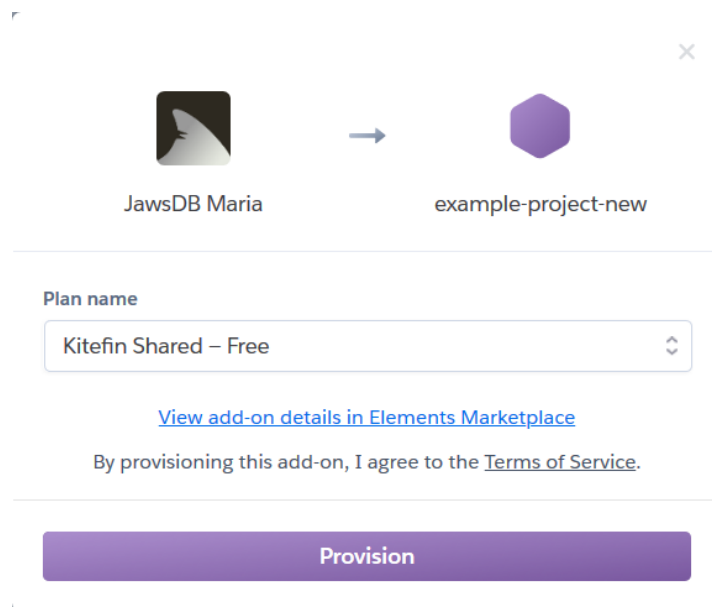 JawsDB Maria
example-project-new
Plan name
Kitefin Shared – Free
View add-on details in Elements Marketplace
By provisioning this add-on, I agree to the Terms of Service.
Provision